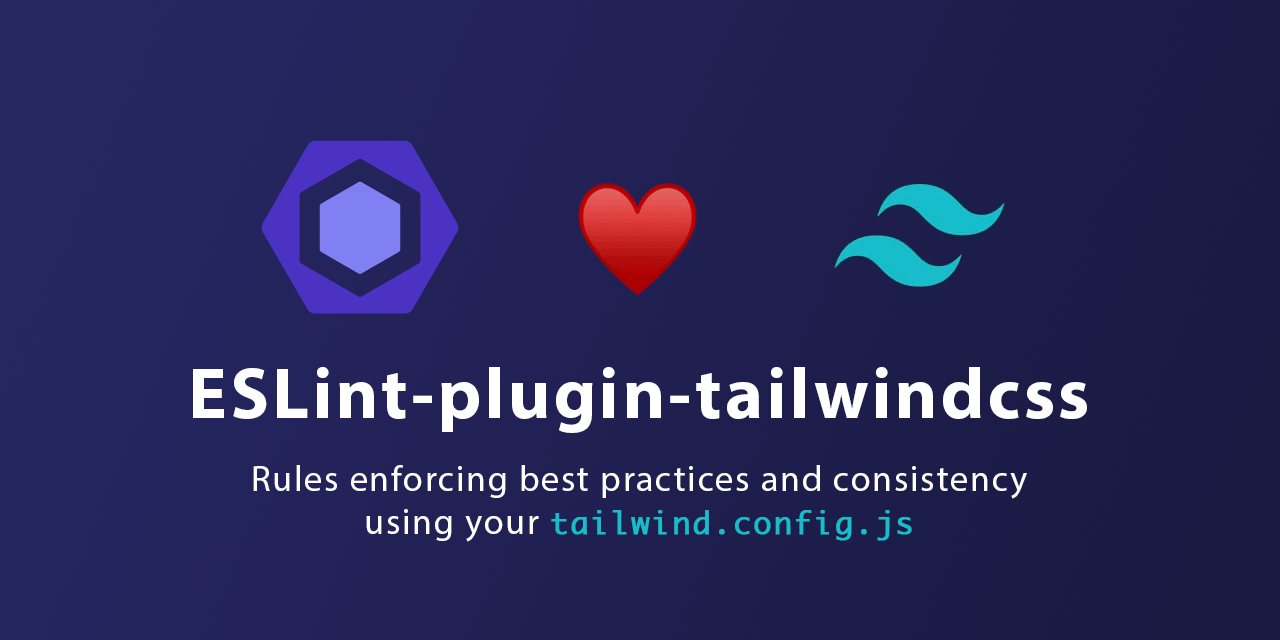 ESLint-plugin-tailwindcss
Rules enforcing best practices and consistency
using your tailwind.config.js